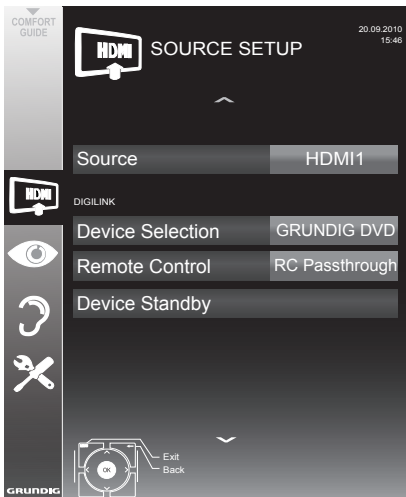 COMFORT
GUIDE
HDMI
SOURCE SETUP
20.09.2010
15:46
Source
HDMI1
HDMI
DIGILINK
Device Selection
GRUNDIG DVD
Remote Control
RC Passthrough
Device Standby
Exit
Back
OK
GRUNDIG